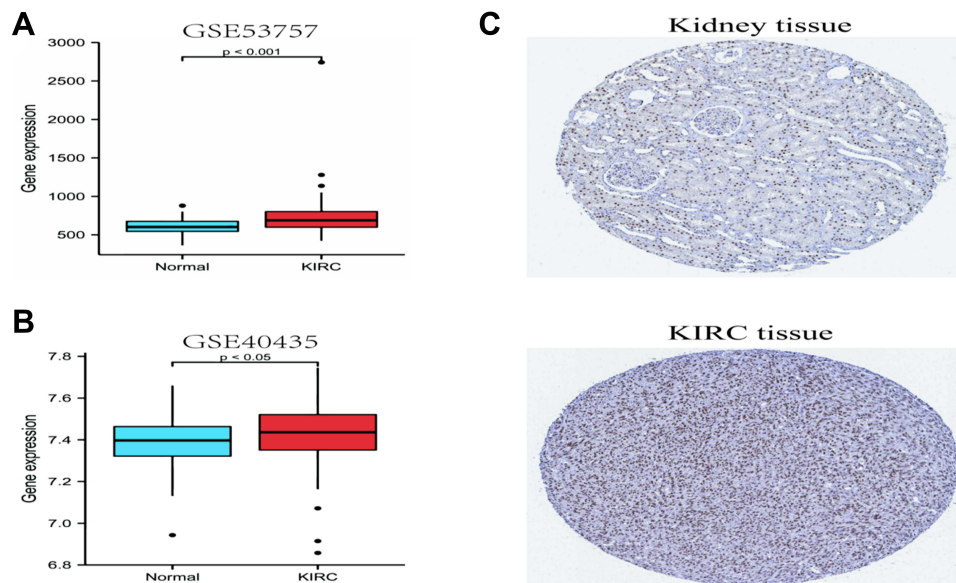 A
GSE53757
p < 0.001
3000
2500
2000
1500
1000
500
Gene expression
Normal
KIRC
B
GSE40435
p < 0.05
7.8
7.6
7.4
7.2
7.0
6.8
Gene expression
Normal
KIRC
C
Kidney tissue
KIRC tissue